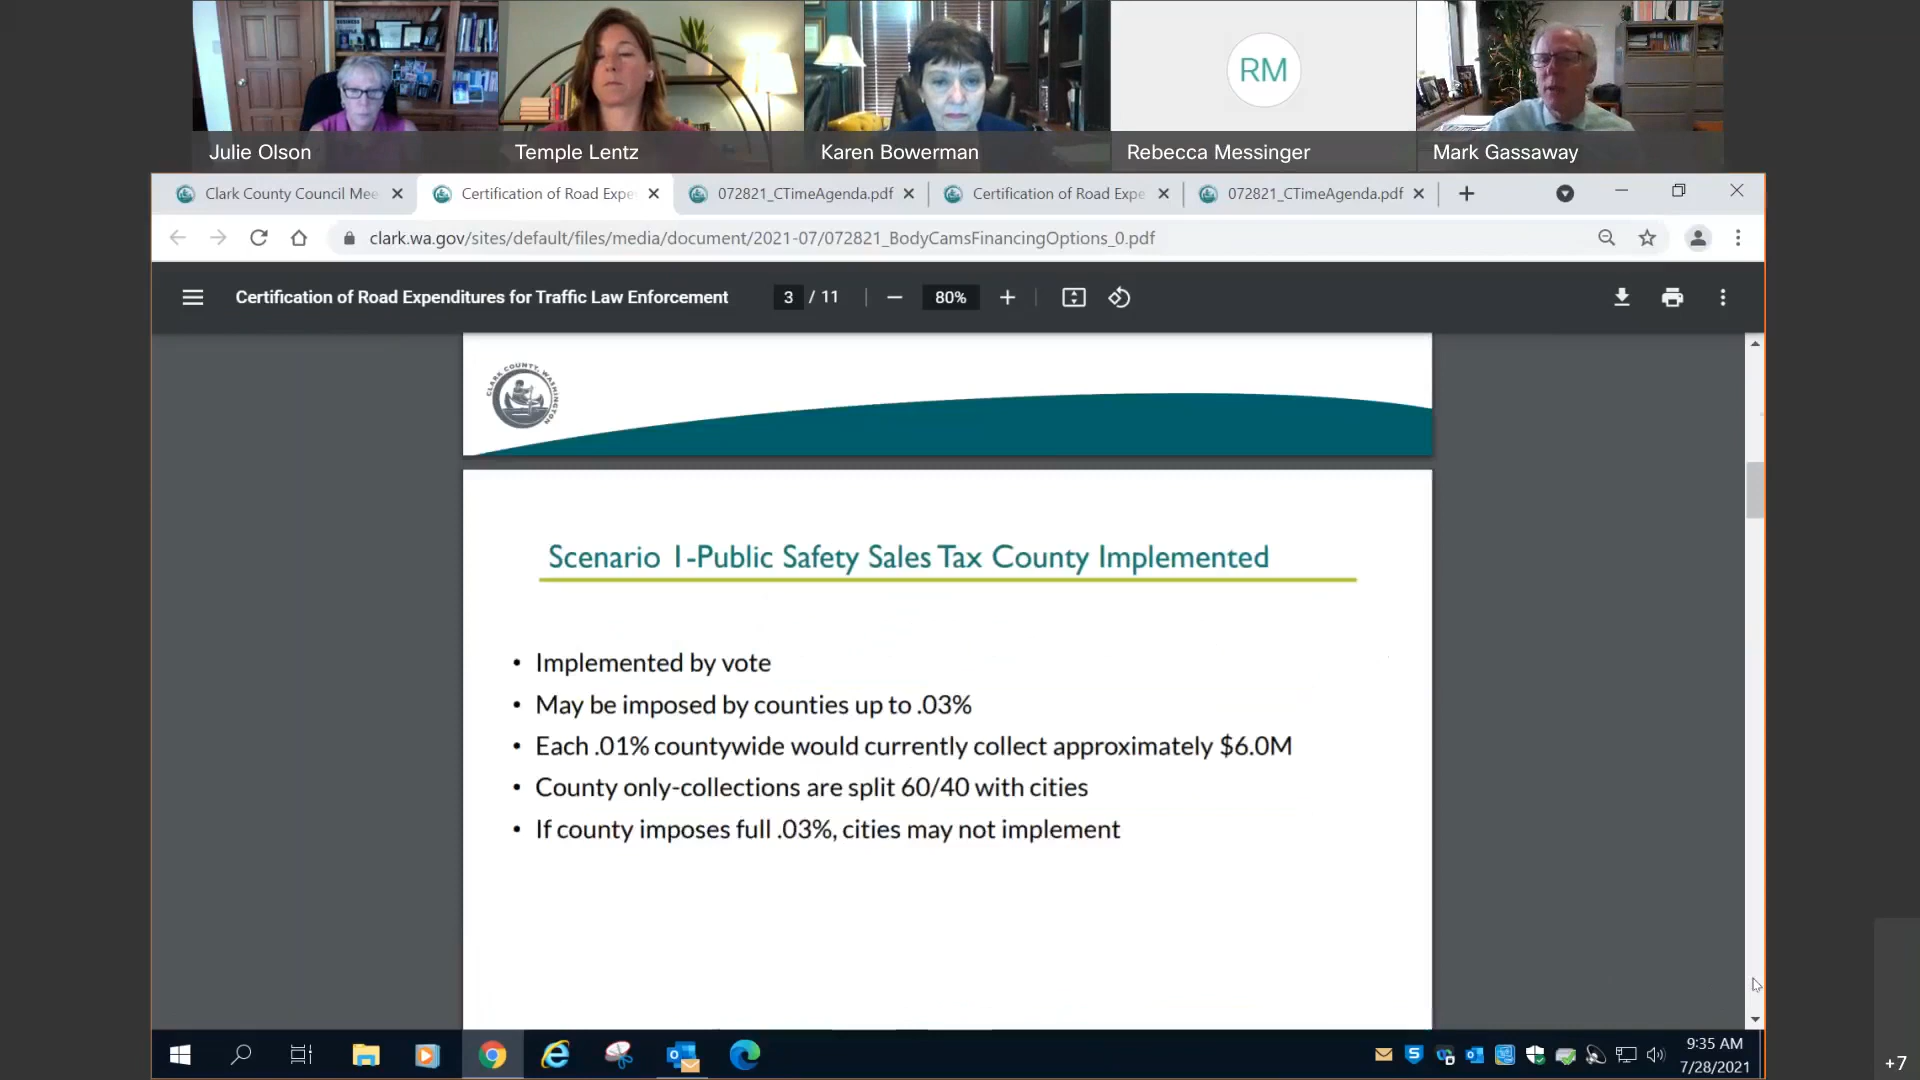 RM
Julie Olson
Temple Lentz
Karen Bowerman
Rebecca Messinger
Mark Gassaway
Clark County Council Mee
Certification of Road Expe
072821_CTimeAgenda.pdf
Certification of Road Expe
072821_CTimeAgenda.pdf
clark.wa.gov/sites/default/files/media/document/2021-07/072821_BodyCamsFinancingOptions_0.pdf
Certification of Road Expenditures for Traffic Law Enforcement
3 / 11
80%
CLARK COUNTY, WASHINGTON
Scenario 1-Public Safety Sales Tax County Implemented
• Implemented by vote
• May be imposed by counties up to .03%
• Each .01% countywide would currently collect approximately $6.0M
• County only-collections are split 60/40 with cities
• If county imposes full .03%, cities may not implement
9:35 AM
7/28/2021
+7